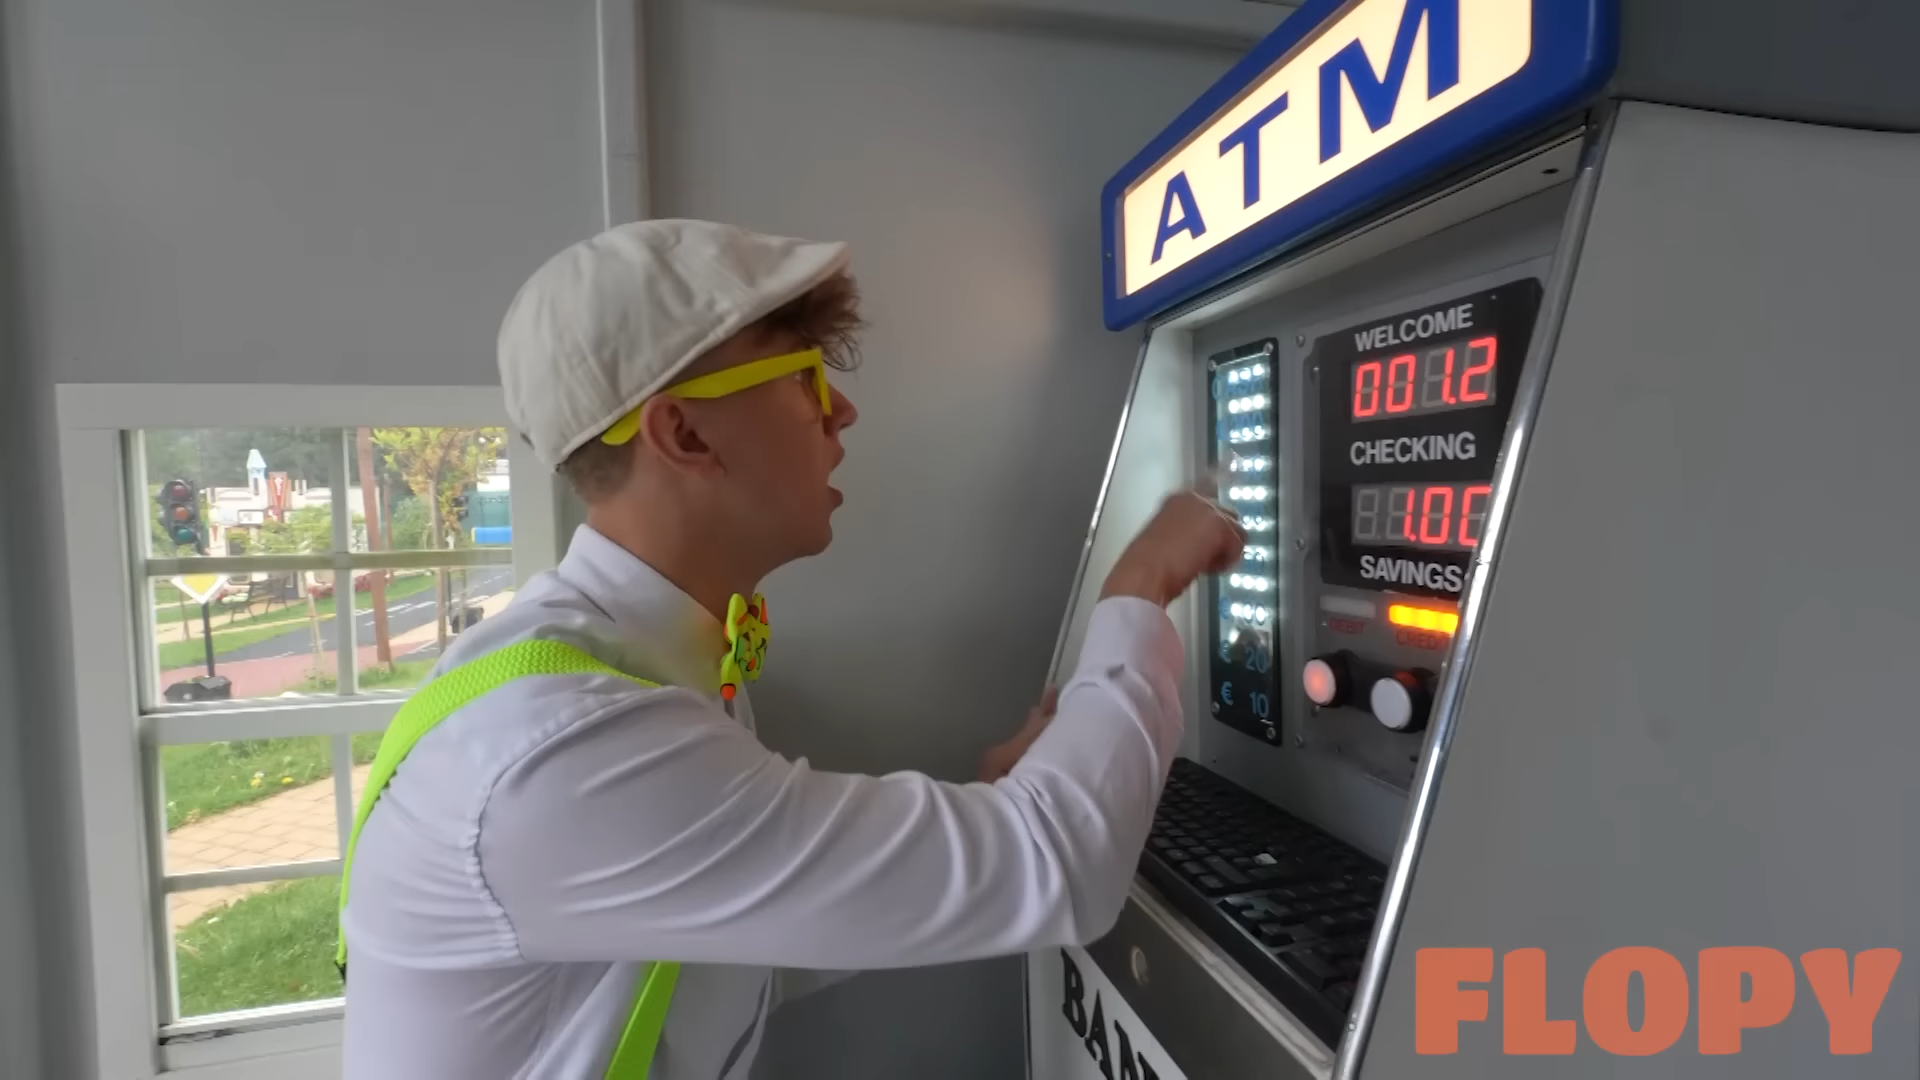 ATM
WELCOME
001.2
CHECKING
1.00
SAVINGS
€ 20
€ 10
FLOPY